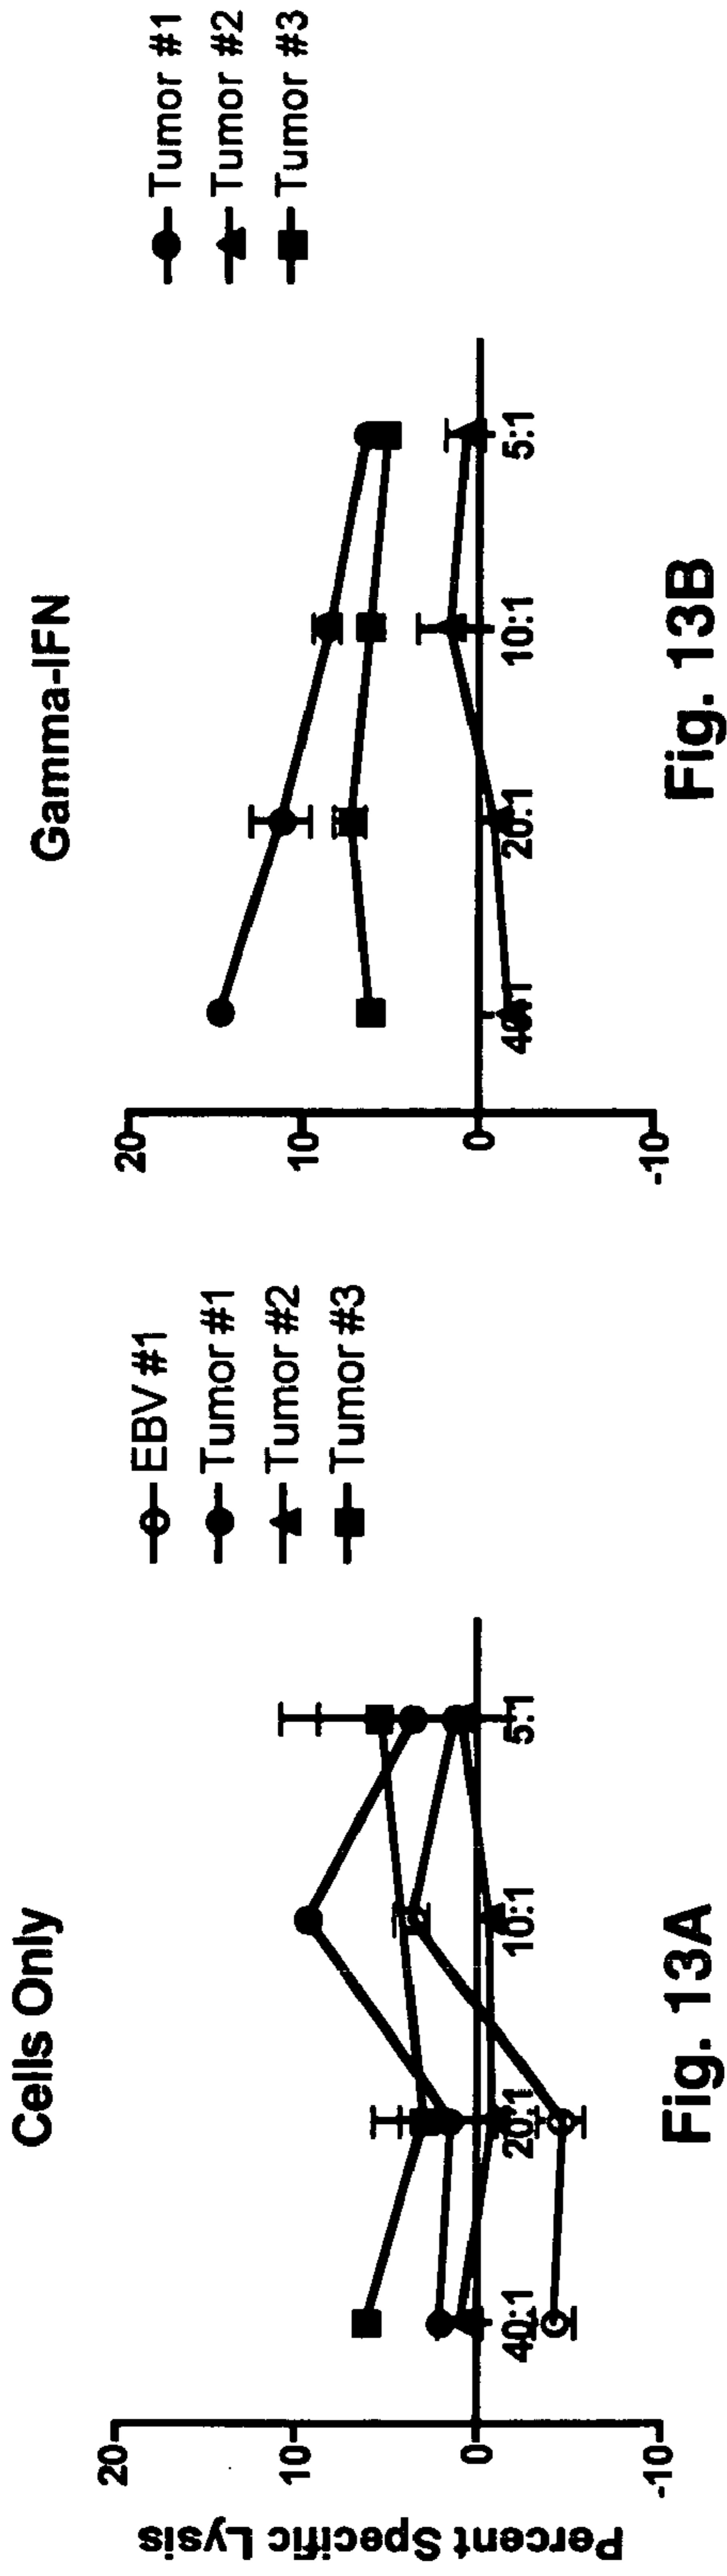 Cells Only
EBV #1
Tumor #1
Tumor #2
Tumor #3
Percent Specific Lysis
20
10
0
-10
40:1
20:1
10:1
5:1
Fig. 13A
Gamma-IFN
Tumor #1
Tumor #2
Tumor #3
20
10
0
-10
40:1
20:1
10:1
5:1
Fig. 13B